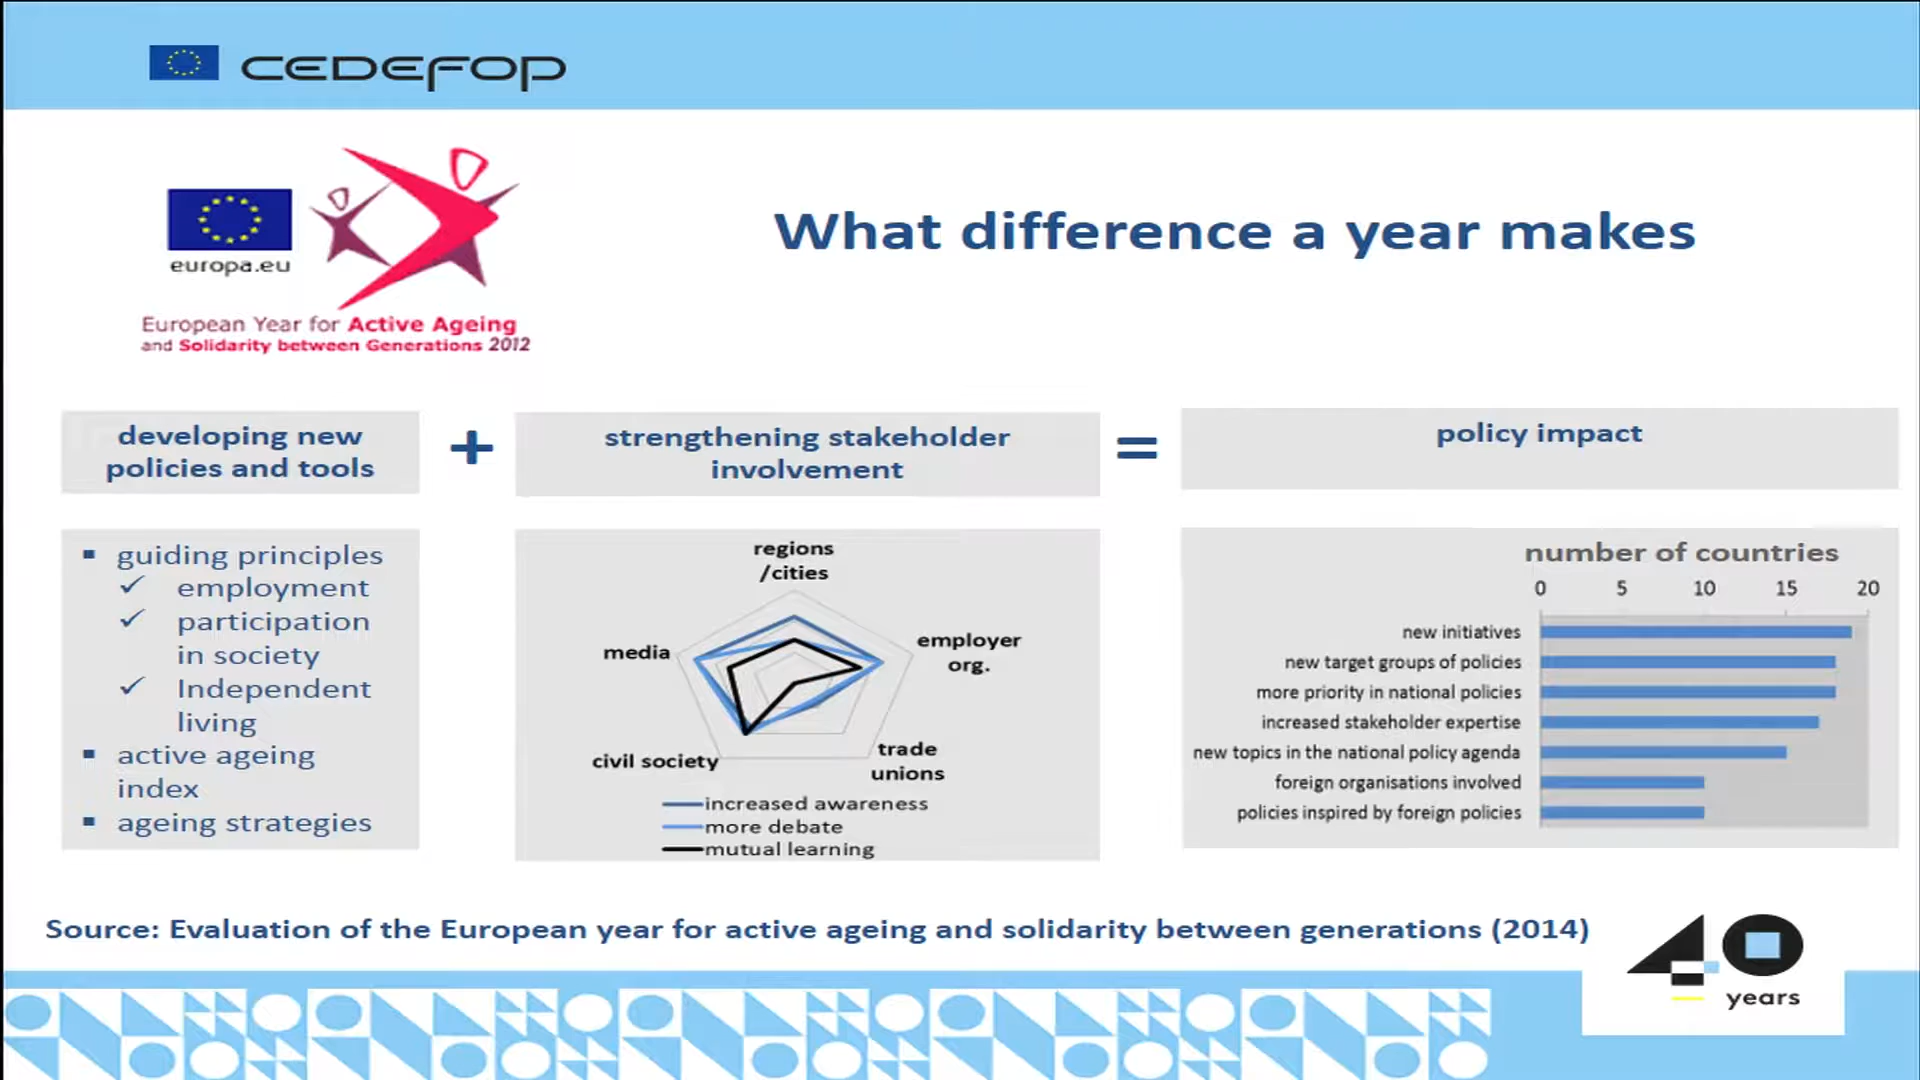 CEDEFOP
europa.eu
European Year for Active Ageing
and Solidarity between Generations 2012
What difference a year makes
developing new
policies and tools
+
strengthening stakeholder
involvement
=
policy impact
guiding principles
employment
participation
in society
Independent
living
active ageing
index
ageing strategies
regions
/cities
employer
org.
trade
unions
civil society
media
increased awareness
more debate
mutual learning
number of countries
0 5 10 15 20
new initiatives
new target groups of policies
more priority in national policies
increased stakeholder expertise
new topics in the national policy agenda
foreign organisations involved
policies inspired by foreign policies
Source: Evaluation of the European year for active ageing and solidarity between generations (2014)
40
years